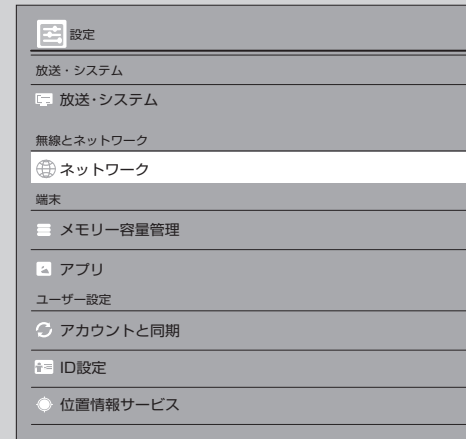 設定
放送・システム
放送・システム
無線とネットワーク
ネットワーク
端末
メモリー容量管理
アプリ
ユーザー設定
アカウントと同期
ID設定
位置情報サービス